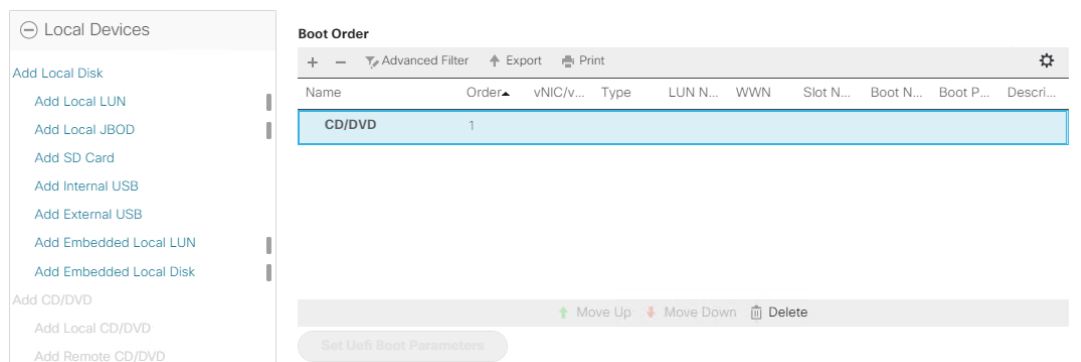 Local Devices
Add Local Disk
Add Local LUN
Add Local JBOD
Add SD Card
Add Internal USB
Add External USB
Add Embedded Local LUN
Add Embedded Local Disk
Add CD/DVD
Add Local CD/DVD
Add Remote CD/DVD
Boot Order
+ − Advanced Filter Export Print
Name Order vNIC/v... Type LUN N... WWN Slot N... Boot N... Boot P... Descri...
CD/DVD 1
Move Up Move Down Delete
Set Uefi Boot Parameters